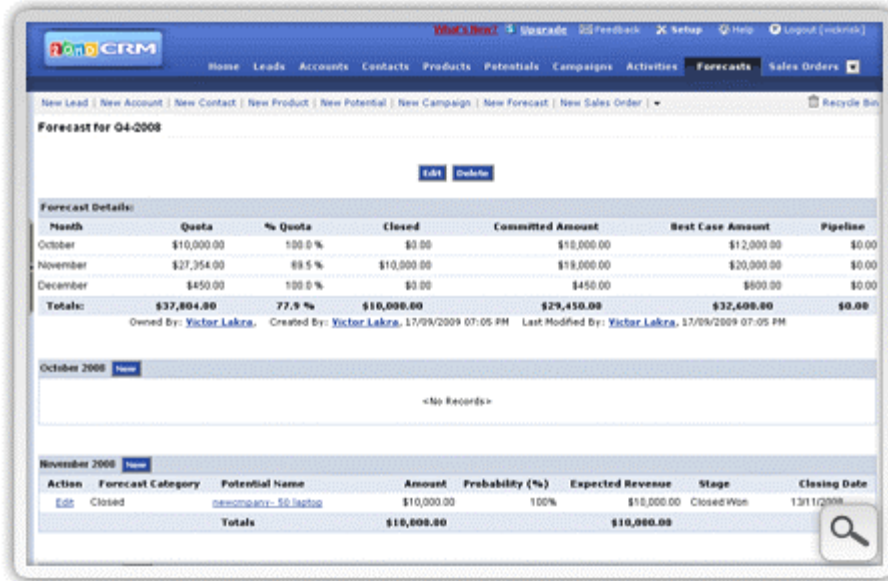 What's New? $ Upgrade Feedback Setup Help Logout [vickrisk]
ZOHO CRM
Home Leads Accounts Contacts Products Potentials Campaigns Activities Forecasts Sales Orders
New Lead | New Account | New Contact | New Product | New Potential | New Campaign | New Forecast | New Sales Order | Recycle Bin
Forecast for Q4-2008
Edit Delete
Forecast Details:
Month Quota % Quota Closed Committed Amount Best Case Amount Pipeline
October $10,000.00 100.0 % $0.00 $10,000.00 $12,000.00 $0.00
November $27,354.00 69.5 % $10,000.00 $19,000.00 $20,000.00 $0.00
December $450.00 100.0 % $0.00 $450.00 $600.00 $0.00
Totals: $37,804.00 77.9 % $10,000.00 $29,450.00 $32,600.00 $0.00
Owned By: Victor Lakra, Created By: Victor Lakra, 17/09/2009 07:05 PM Last Modified By: Victor Lakra, 17/09/2009 07:05 PM
October 2008 New
<No Records>
November 2008 New
Action Forecast Category Potential Name Amount Probability (%) Expected Revenue Stage Closing Date
Edit Closed newcmpany- 50 laptop $10,000.00 100% $10,000.00 Closed Won 13/11/2008
Totals $10,000.00 $10,000.00